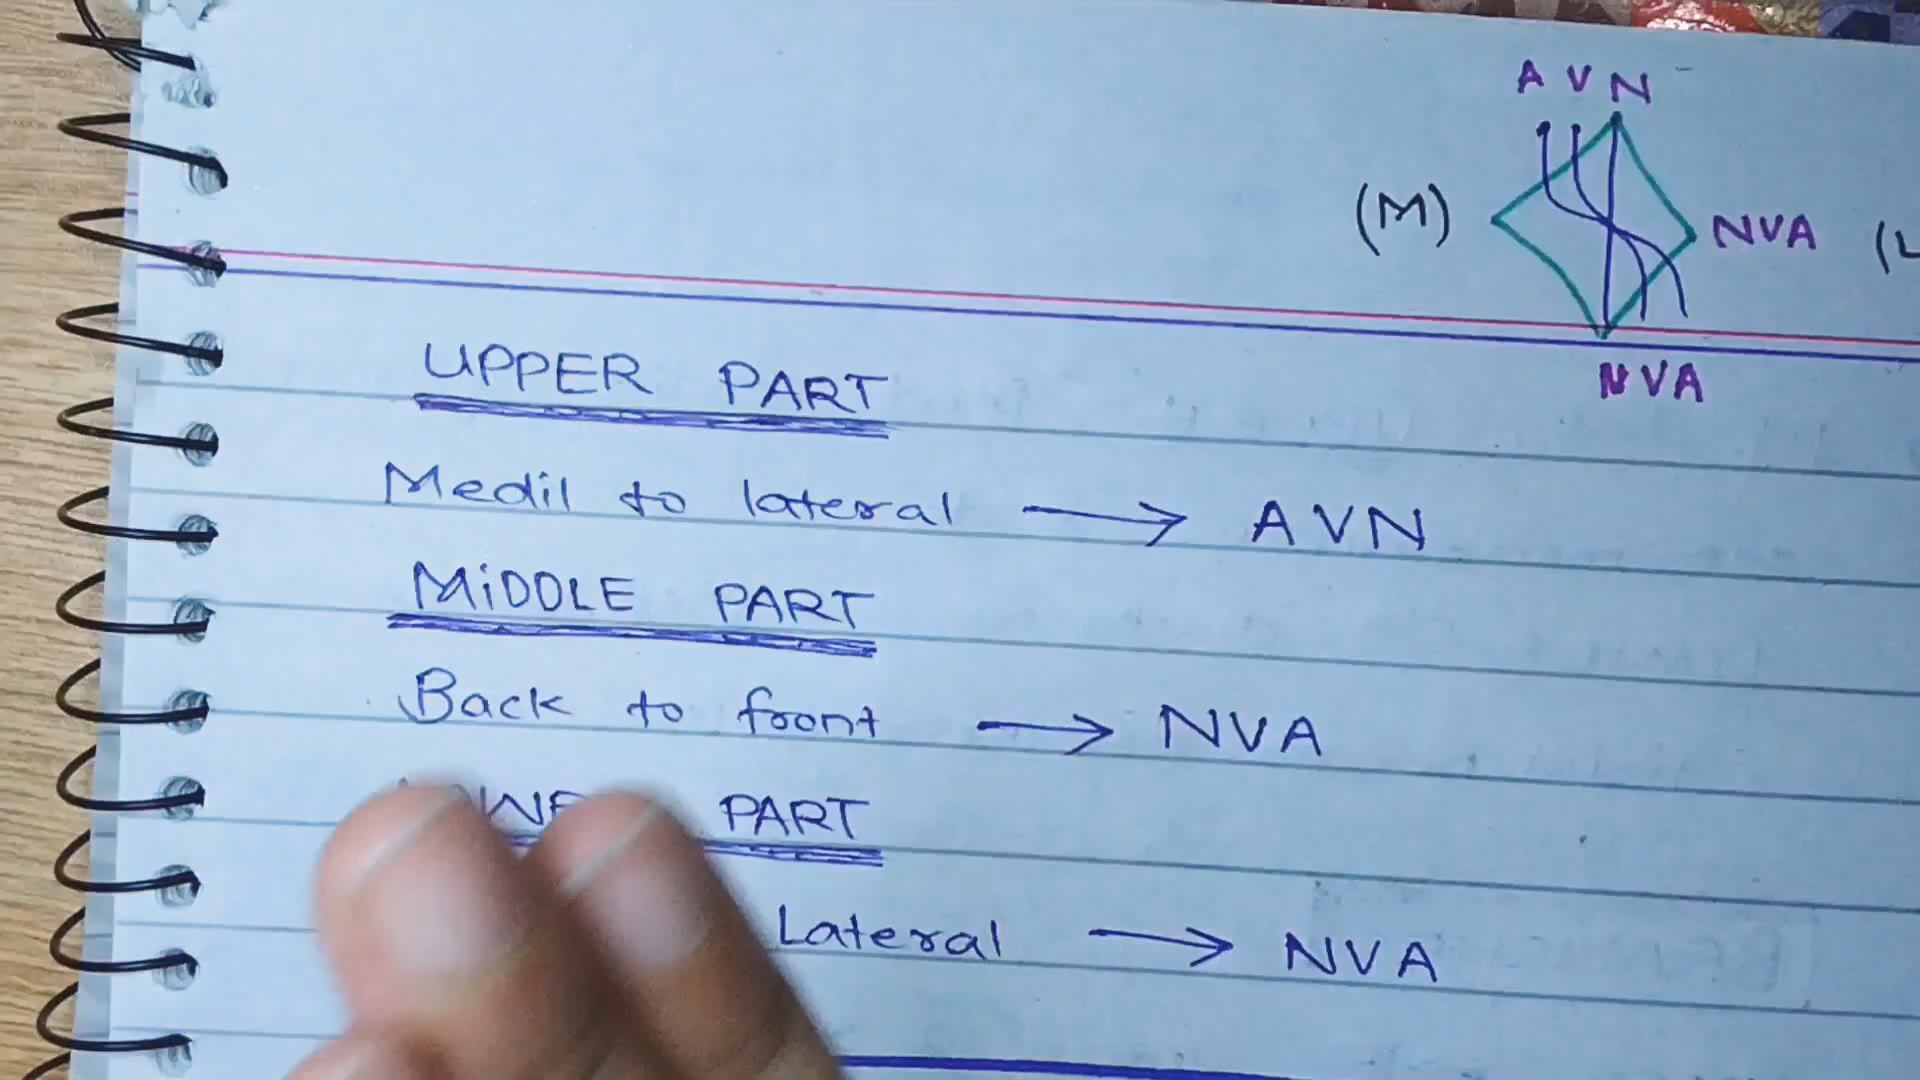 A V N
(M) NVA (L
NVA
UPPER PART
Medil to lateral → AVN
MiDDLE PART
Back to front → NVA
PART
Lateral → NVA